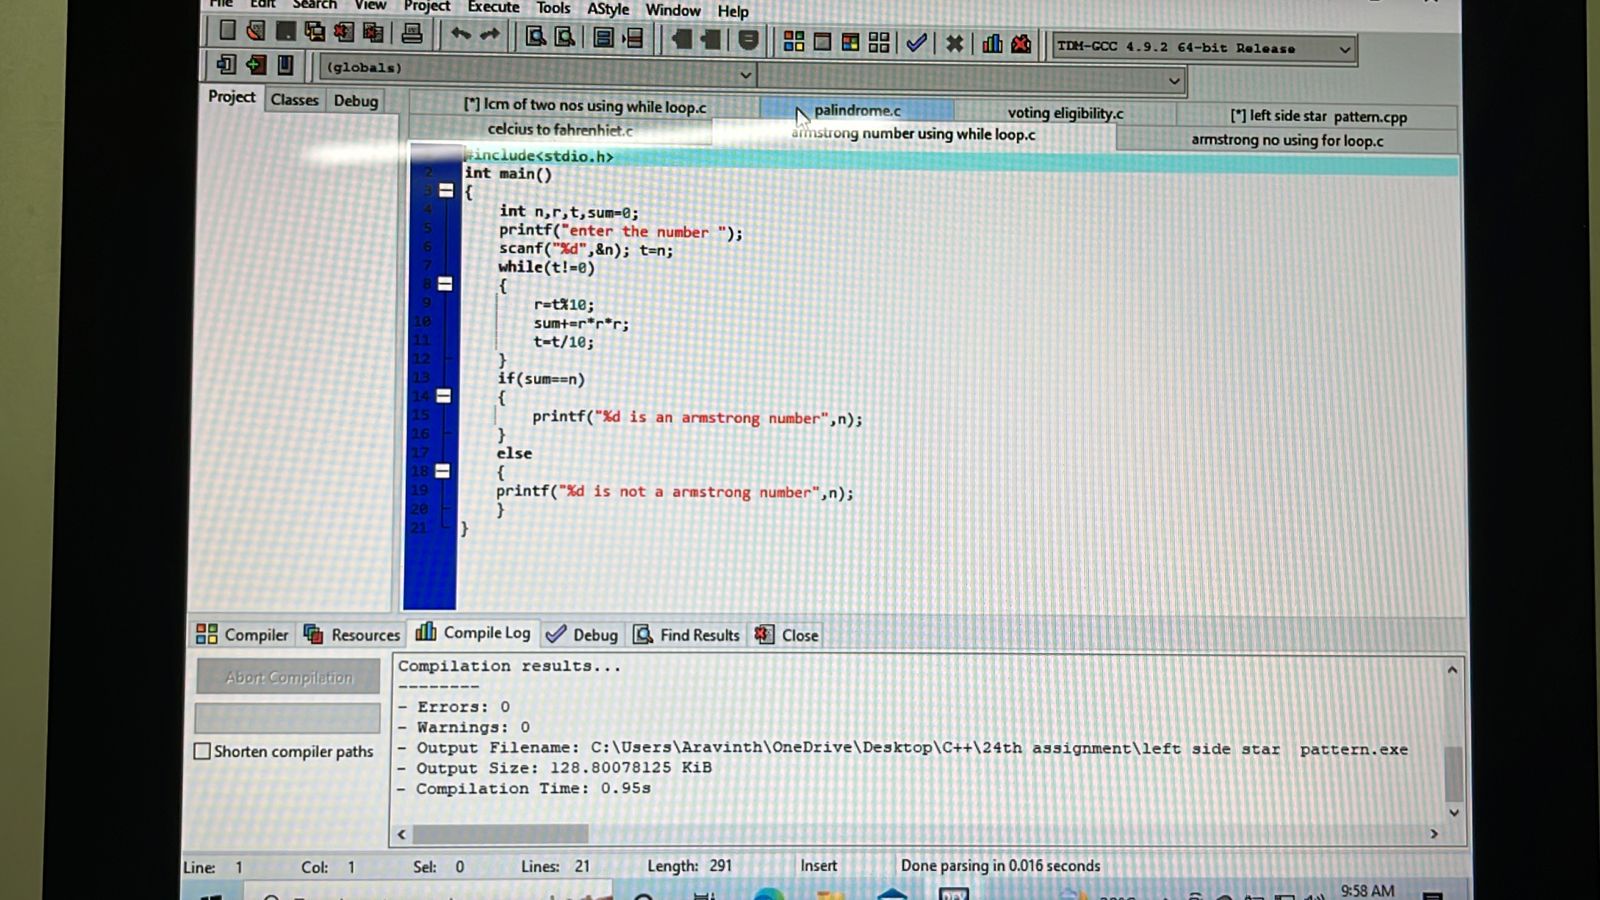 File Edit Search View Project Execute Tools AStyle Window Help
TDM-GCC 4.9.2 64-bit Release
(globals)
Project Classes Debug
[*] lcm of two nos using while loop.c palindrome.c voting eligibility.c [*] left side star pattern.cpp
celcius to fahrenhiet.c armstrong number using while loop.c armstrong no using for loop.c
#include<stdio.h>
2 int main()
3 {
4 int n,r,t,sum=0;
5 printf("enter the number ");
6 scanf("%d",&n); t=n;
7 while(t!=0)
8 {
9 r=t%10;
10 sum+=r*r*r;
11 t=t/10;
12 }
13 if(sum==n)
14 {
15 printf("%d is an armstrong number",n);
16 }
17 else
18 {
19 printf("%d is not a armstrong number",n);
20 }
21 }
Compiler Resources Compile Log Debug Find Results Close
Abort Compilation
Shorten compiler paths
Compilation results...
--------
- Errors: 0
- Warnings: 0
- Output Filename: C:\Users\Aravinth\OneDrive\Desktop\C++\24th assignment\left side star pattern.exe
- Output Size: 128.80078125 KiB
- Compilation Time: 0.95s
Line: 1 Col: 1 Sel: 0 Lines: 21 Length: 291 Insert Done parsing in 0.016 seconds
9:58 AM